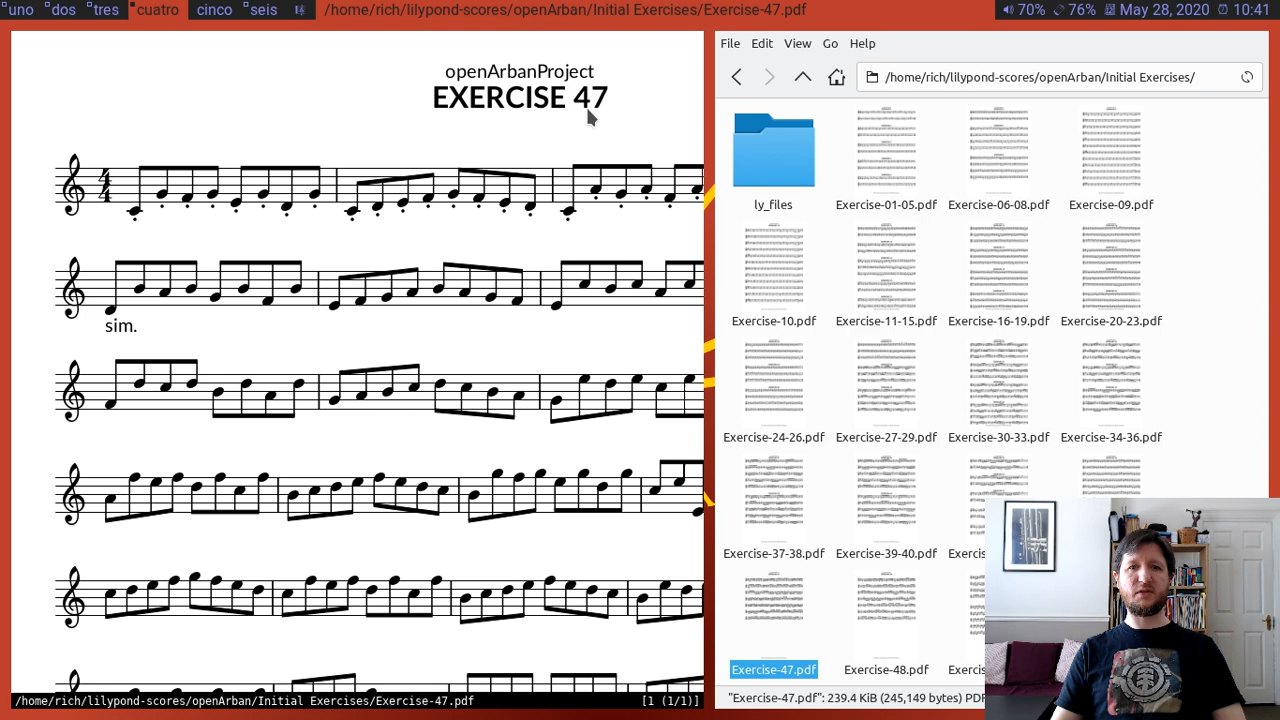 uno dos tres cuatro cinco seis /home/rich/lilypond-scores/openArban/Initial Exercises/Exercise-47.pdf 70% 76% May 28, 2020 10:41
openArbanProject
EXERCISE 47
sim.
/home/rich/lilypond-scores/openArban/Initial Exercises/Exercise-47.pdf [1 (1/1)]
File Edit View Go Help
/home/rich/lilypond-scores/openArban/Initial Exercises/
ly_files Exercise-01-05.pdf Exercise-06-08.pdf Exercise-09.pdf
Exercise-10.pdf Exercise-11-15.pdf Exercise-16-19.pdf Exercise-20-23.pdf
Exercise-24-26.pdf Exercise-27-29.pdf Exercise-30-33.pdf Exercise-34-36.pdf
Exercise-37-38.pdf Exercise-39-40.pdf
Exercise-47.pdf Exercise-48.pdf
"Exercise-47.pdf": 239.4 KiB (245,149 bytes) PDF